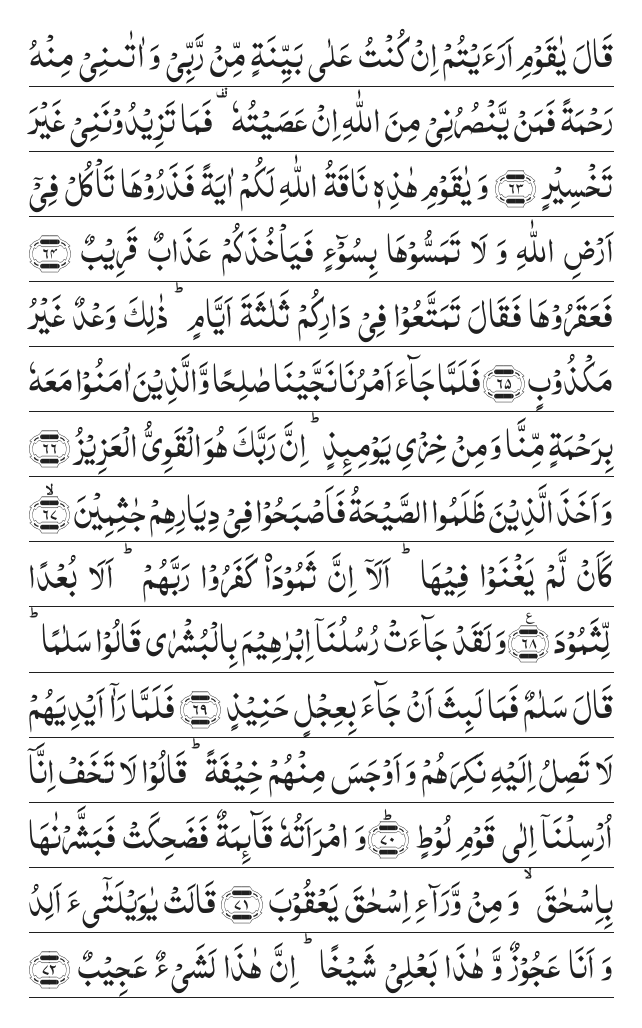 قَالَ يٰقَوْمِ اَرَءَيْتُمْ اِنْ كُنْتُ عَلٰى بَيِّنَةٍ مِّنْ رَّبِّىْ وَ اٰتٰىنِىْ مِنْهُ
رَحْمَةً فَمَنْ يَّنْصُرُنِىْ مِنَ اللّٰهِ اِنْ عَصَيْتُهٗ ۛ فَمَا تَزِيْدُوْنَنِىْ غَيْرَ
تَخْسِيْرٍ ﴿٦٣﴾ وَ يٰقَوْمِ هٰذِهٖ نَاقَةُ اللّٰهِ لَكُمْ اٰيَةً فَذَرُوْهَا تَاْكُلْ فِىْۤ
اَرْضِ اللّٰهِ وَ لَا تَمَسُّوْهَا بِسُوْٓءٍ فَيَاْخُذَكُمْ عَذَابٌ قَرِيْبٌ ﴿٦٤﴾
فَعَقَرُوْهَا فَقَالَ تَمَتَّعُوْا فِىْ دَارِكُمْ ثَلٰثَةَ اَيَّامٍ ؕ ذٰلِكَ وَعْدٌ غَيْرُ
مَكْذُوْبٍ ﴿٦٥﴾ فَلَمَّا جَآءَ اَمْرُنَا نَجَّيْنَا صٰلِحًا وَّالَّذِيْنَ اٰمَنُوْا مَعَهٗ
بِرَحْمَةٍ مِّنَّا وَمِنْ خِزْىِ يَوْمِئِذٍ ؕ اِنَّ رَبَّكَ هُوَ الْقَوِىُّ الْعَزِيْزُ ﴿٦٦﴾
وَ اَخَذَ الَّذِيْنَ ظَلَمُوا الصَّيْحَةُ فَاَصْبَحُوْا فِىْ دِيَارِهِمْ جٰثِمِيْنَ ﴿٦٧﴾ ۙ
كَاَنْ لَّمْ يَغْنَوْا فِيْهَا ؕ اَلَاۤ اِنَّ ثَمُوْدَا۟ كَفَرُوْا رَبَّهُمْ ؕ اَلَا بُعْدًا
لِّثَمُوْدَ ﴿٦٨﴾ ع وَ لَقَدْ جَآءَتْ رُسُلُنَاۤ اِبْرٰهِيْمَ بِالْبُشْرٰى قَالُوْا سَلٰمًا ؕ
قَالَ سَلٰمٌ فَمَا لَبِثَ اَنْ جَآءَ بِعِجْلٍ حَنِيْذٍ ﴿٦٩﴾ فَلَمَّا رَاٰۤ اَيْدِيَهُمْ
لَا تَصِلُ اِلَيْهِ نَكِرَهُمْ وَ اَوْجَسَ مِنْهُمْ خِيْفَةً ؕ قَالُوْا لَا تَخَفْ اِنَّاۤ
اُرْسِلْنَاۤ اِلٰى قَوْمِ لُوْطٍ ﴿٧٠﴾ ؕ وَ امْرَاَتُهٗ قَآئِمَةٌ فَضَحِكَتْ فَبَشَّرْنٰهَا
بِاِسْحٰقَ ۙ وَ مِنْ وَّرَآءِ اِسْحٰقَ يَعْقُوْبَ ﴿٧١﴾ قَالَتْ يٰوَيْلَتٰٓى ءَ اَلِدُ
وَ اَنَا عَجُوْزٌ وَّ هٰذَا بَعْلِىْ شَيْخًا ؕ اِنَّ هٰذَا لَشَىْءٌ عَجِيْبٌ ﴿٧٢﴾